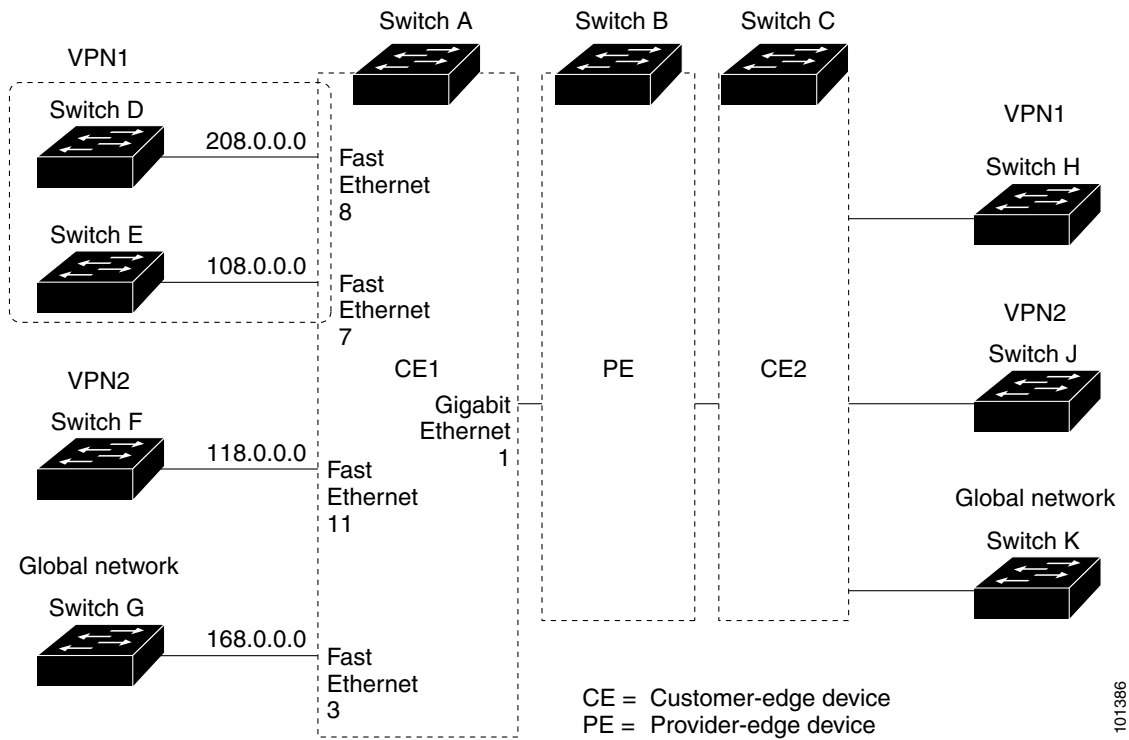 Switch A
Switch B
Switch C
VPN1
Switch D
208.0.0.0
Fast
Ethernet
8
Switch E
108.0.0.0
Fast
Ethernet
7
VPN2
Switch F
118.0.0.0
Fast
Ethernet
11
Global network
Switch G
168.0.0.0
Fast
Ethernet
3
CE1
Gigabit
Ethernet
1
PE
CE2
VPN1
Switch H
VPN2
Switch J
Global network
Switch K
CE = Customer-edge device
PE = Provider-edge device
101386